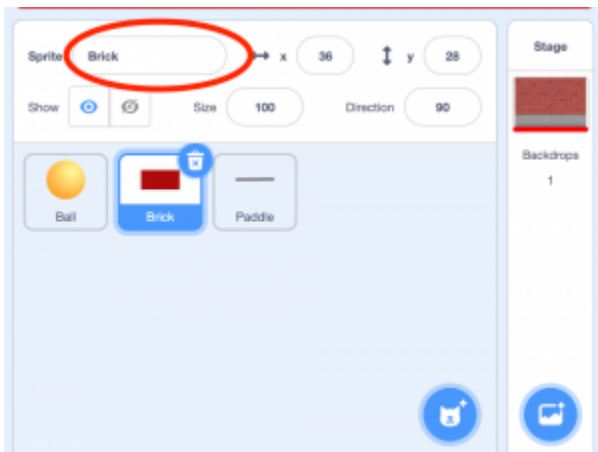 Sprite Brick x 36 y 28
Show Size 100 Direction 90
Ball Brick Paddle
Stage
Backdrops
1